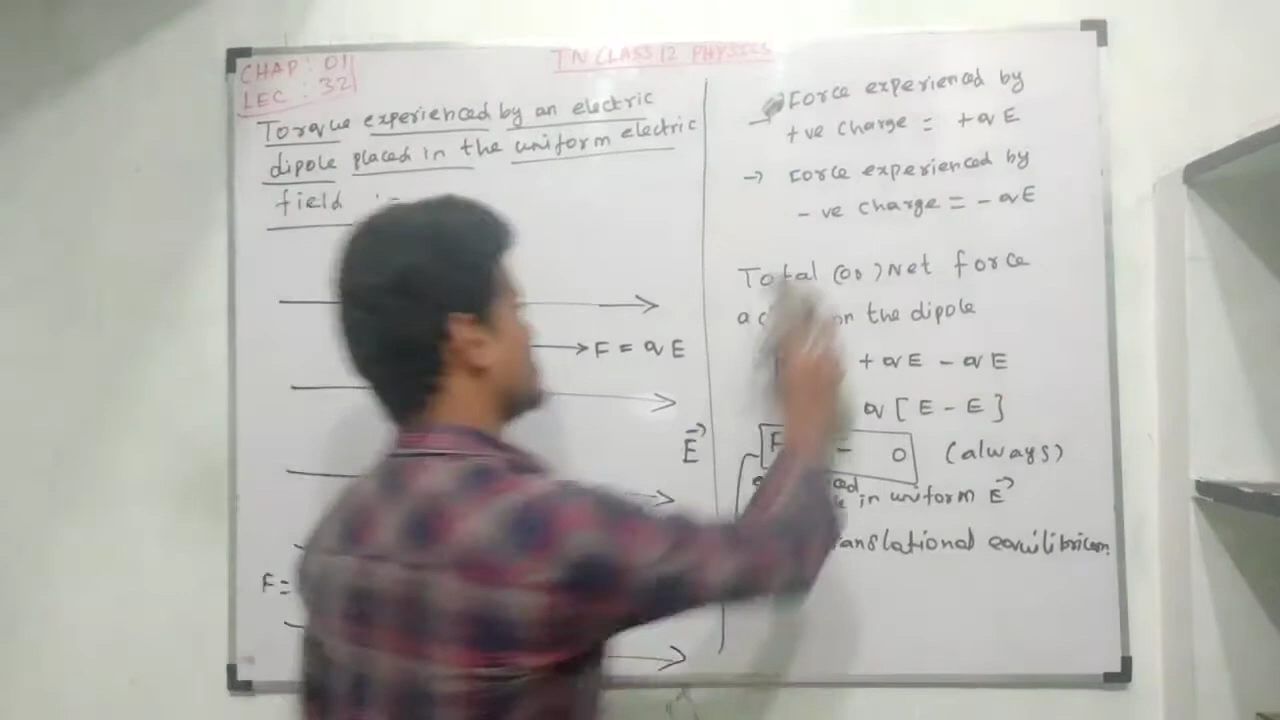 CHAP : 01
LEC : 32
TN CLASS 12 PHYSICS
Torque experienced by an electric
dipole placed in the uniform electric
field
F = qE
E→
F =
→ Force experienced by
+ve charge = +qE
→ Force experienced by
-ve charge = -qE
Total (or) Net force
on the dipole
+ qE - qE
q [E - E]
F = 0 (always)
in uniform E→
equilibrium